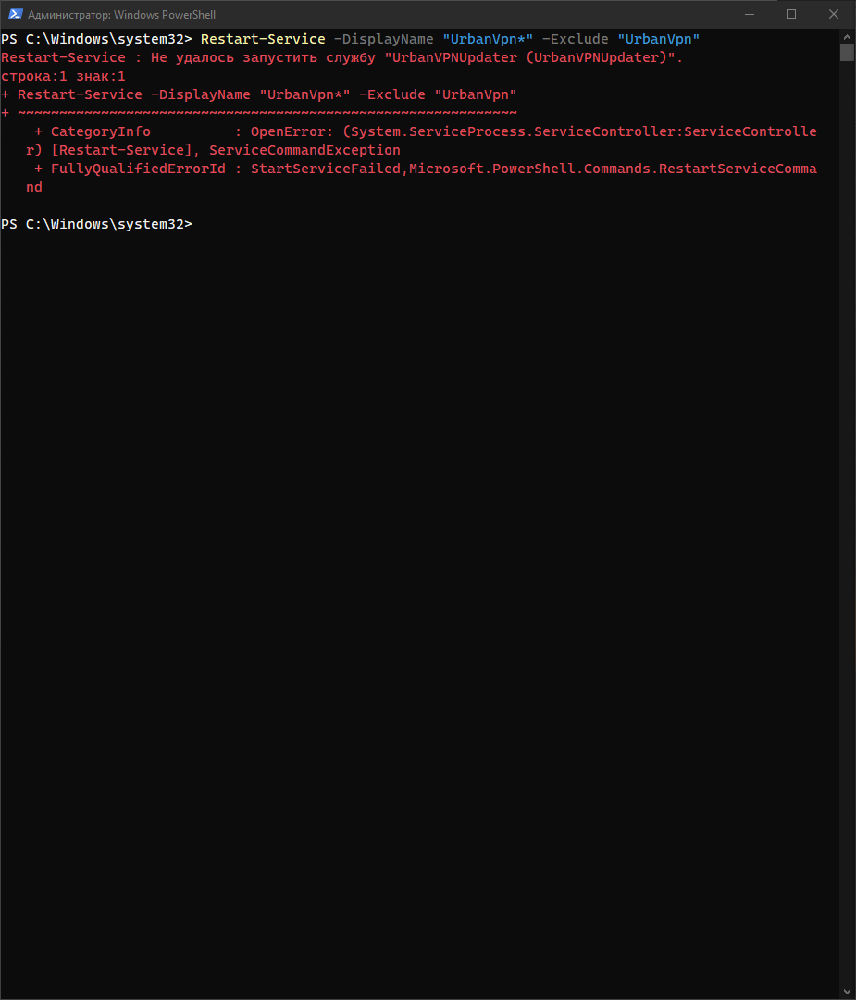 Администратор: Windows PowerShell
PS C:\Windows\system32> Restart-Service -DisplayName "UrbanVpn*" -Exclude "UrbanVpn"
Restart-Service : Не удалось запустить службу "UrbanVPNUpdater (UrbanVPNUpdater)".
строка:1 знак:1
+ Restart-Service -DisplayName "UrbanVpn*" -Exclude "UrbanVpn"
+ ~~~~~~~~~~~~~~~~~~~~~~~~~~~~~~~~~~~~~~~~~~~~~~~~~~~~~~~~~~~~
+ CategoryInfo          : OpenError: (System.ServiceProcess.ServiceController:ServiceControlle
r) [Restart-Service], ServiceCommandException
+ FullyQualifiedErrorId : StartServiceFailed,Microsoft.PowerShell.Commands.RestartServiceComma
nd
PS C:\Windows\system32>